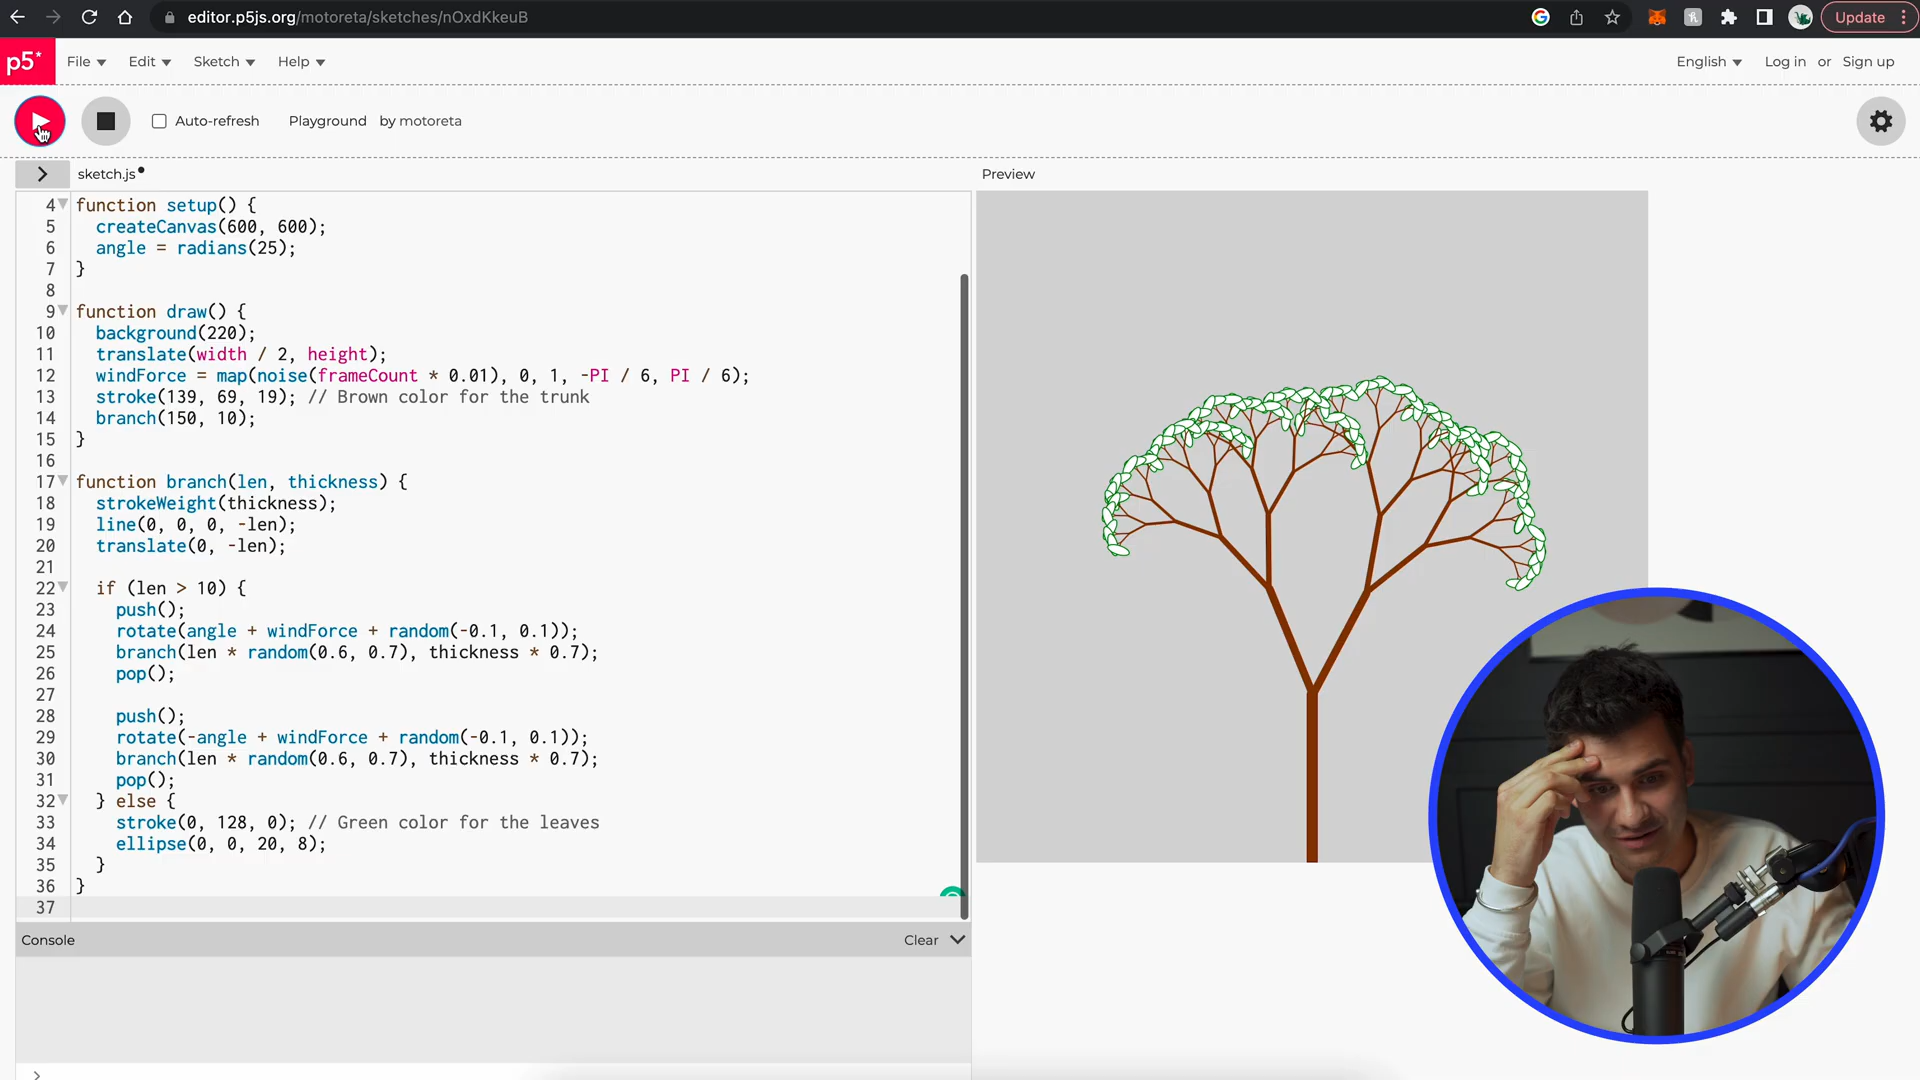 editor.p5js.org/motoreta/sketches/nOxdKkeuB
Update
p5*
File
Edit
Sketch
Help
English
Log in or Sign up
Auto-refresh
Playground
by motoreta
sketch.js
Preview
4 function setup() {
5 createCanvas(600, 600);
6 angle = radians(25);
7 }
8
9 function draw() {
10 background(220);
11 translate(width / 2, height);
12 windForce = map(noise(frameCount * 0.01), 0, 1, -PI / 6, PI / 6);
13 stroke(139, 69, 19); // Brown color for the trunk
14 branch(150, 10);
15 }
16
17 function branch(len, thickness) {
18 strokeWeight(thickness);
19 line(0, 0, 0, -len);
20 translate(0, -len);
21
22 if (len > 10) {
23 push();
24 rotate(angle + windForce + random(-0.1, 0.1));
25 branch(len * random(0.6, 0.7), thickness * 0.7);
26 pop();
27
28 push();
29 rotate(-angle + windForce + random(-0.1, 0.1));
30 branch(len * random(0.6, 0.7), thickness * 0.7);
31 pop();
32 } else {
33 stroke(0, 128, 0); // Green color for the leaves
34 ellipse(0, 0, 20, 8);
35 }
36 }
37
Console
Clear
>